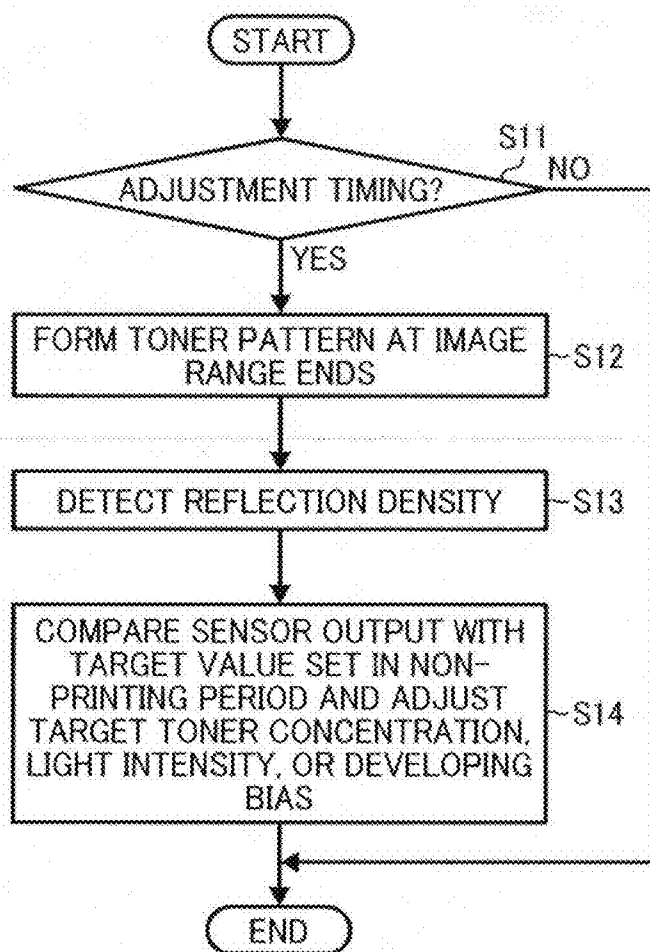 START
S11
ADJUSTMENT TIMING?
NO
YES
FORM TONER PATTERN AT IMAGE
RANGE ENDS
S12
DETECT REFLECTION DENSITY
S13
COMPARE SENSOR OUTPUT WITH
TARGET VALUE SET IN NON-
PRINTING PERIOD AND ADJUST
TARGET TONER CONCENTRATION,
LIGHT INTENSITY, OR DEVELOPING
BIAS
S14
END